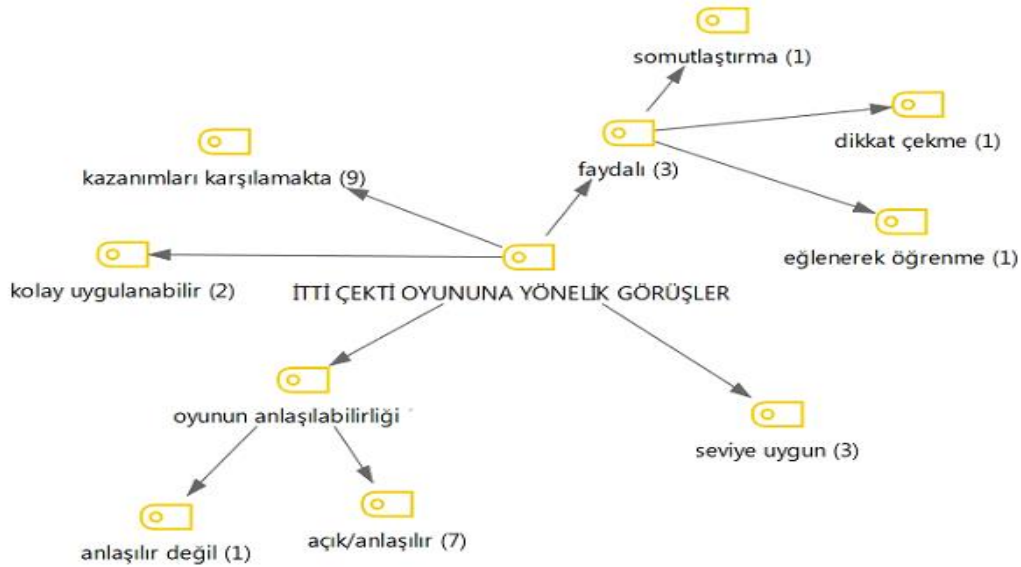 somutlaştırma (1)
dikkat çekme (1)
faydalı (3)
kazanımları karşılamakta (9)
eğlenerek öğrenme (1)
kolay uygulanabilir (2)
İTTİ ÇEKTİ OYUNUNA YÖNELİK GÖRÜŞLER
oyunun anlaşılabilirliği
seviye uygun (3)
anlaşılır değil (1)
açık/anlaşılır (7)